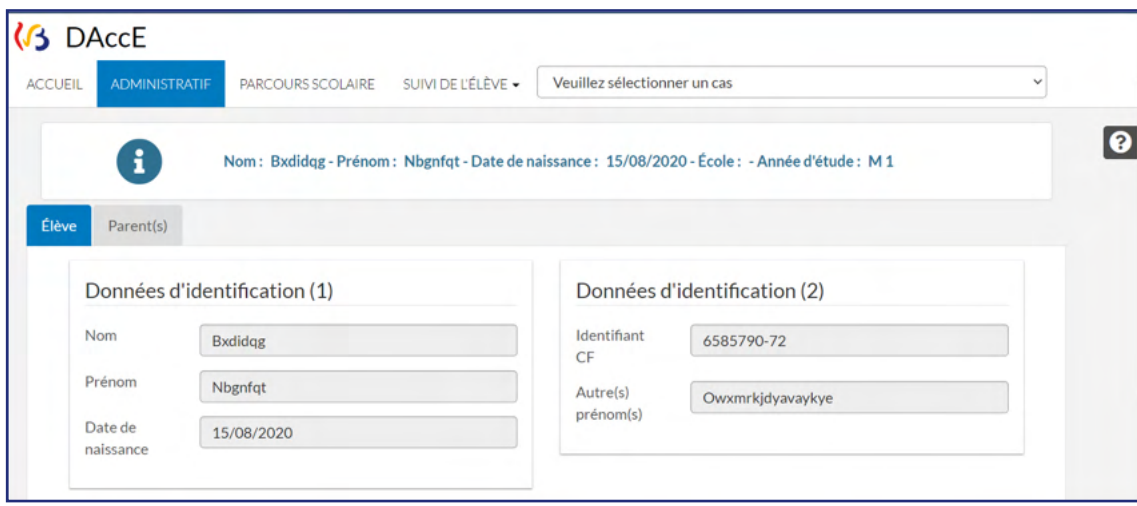 DAccE
ACCUEIL ADMINISTRATIF PARCOURS SCOLAIRE SUIVI DE L'ÉLÈVE Veuillez sélectionner un cas
Nom : Bxdidqg - Prénom : Nbgnfqt - Date de naissance : 15/08/2020 - École : - Année d'étude : M 1
Élève Parent(s)
Données d'identification (1)
Nom Bxdidqg
Prénom Nbgnfqt
Date de naissance 15/08/2020
Données d'identification (2)
Identifiant CF 6585790-72
Autre(s) prénom(s) Owxmrkjdyavaykye